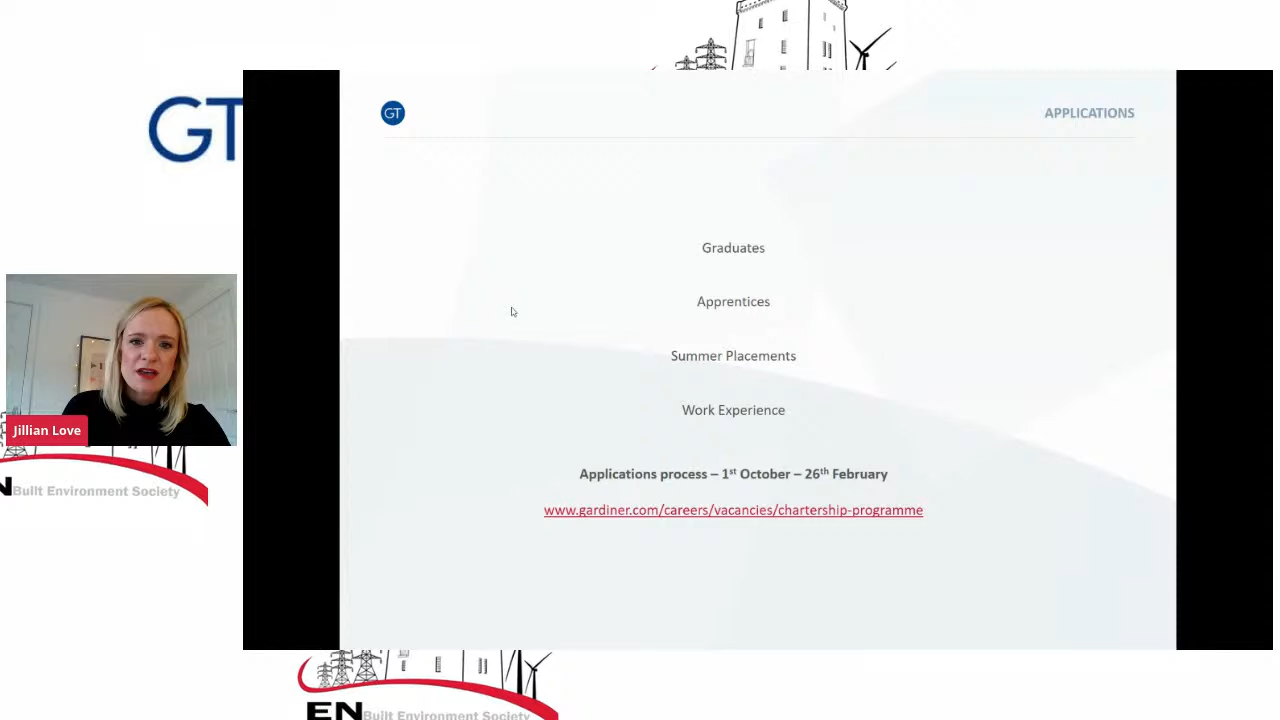 GT
GT
APPLICATIONS
Graduates
Apprentices
Summer Placements
Work Experience
Applications process – 1st October – 26th February
www.gardiner.com/careers/vacancies/chartership-programme
Jillian Love
N Built Environment Society
EN Built Environment Society